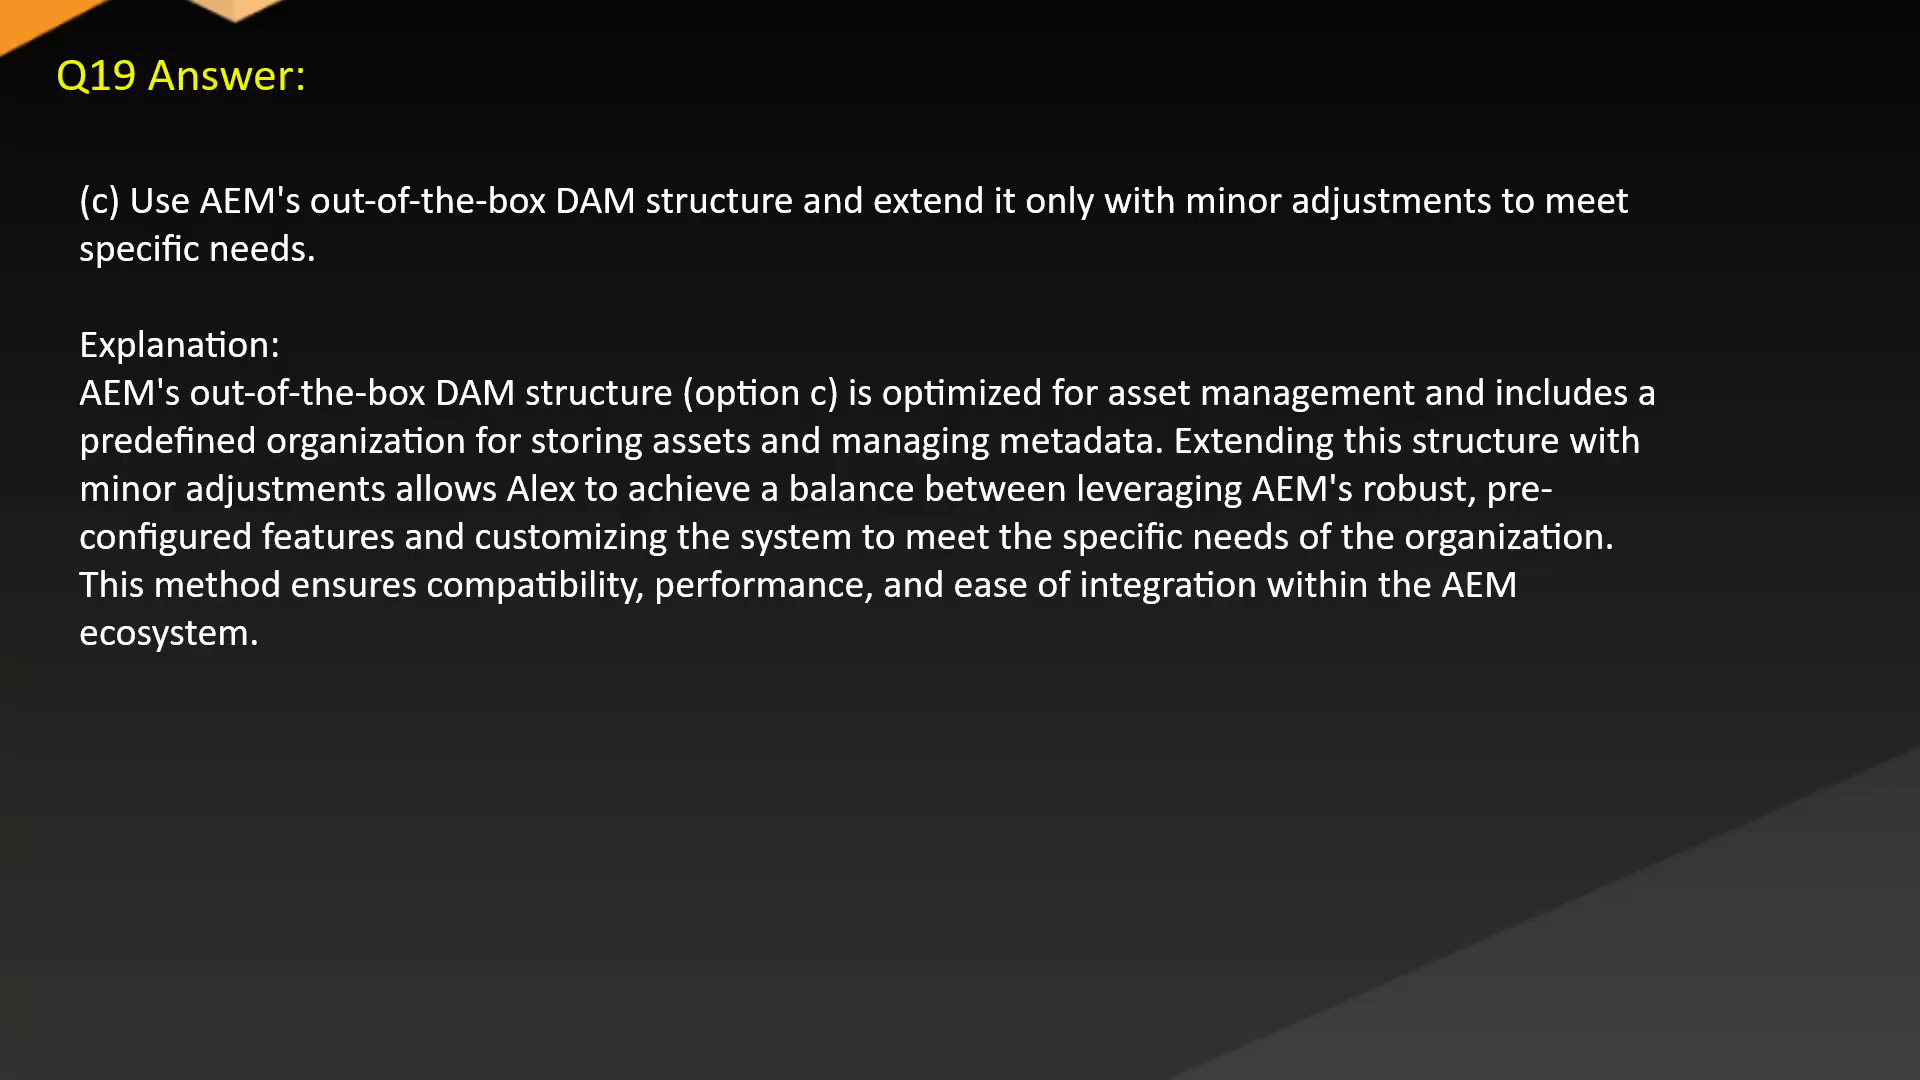 Q19 Answer:
(c) Use AEM's out-of-the-box DAM structure and extend it only with minor adjustments to meet
specific needs.
Explanation:
AEM's out-of-the-box DAM structure (option c) is optimized for asset management and includes a
predefined organization for storing assets and managing metadata. Extending this structure with
minor adjustments allows Alex to achieve a balance between leveraging AEM's robust, pre-
configured features and customizing the system to meet the specific needs of the organization.
This method ensures compatibility, performance, and ease of integration within the AEM
ecosystem.